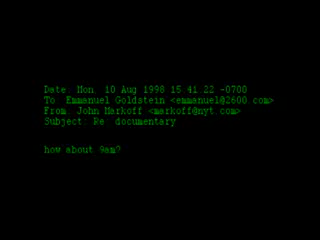 Date: Mon, 10 Aug 1998 15:41:22 -0700
To: Emmanuel Goldstein <emmanuel@2600.com>
From: John Markoff <markoff@nyt.com>
Subject: Re: documentary
how about 9am?